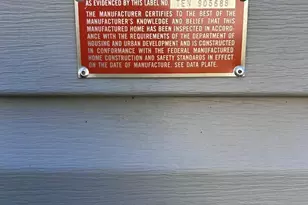 AS EVIDENCED BY THIS LABEL NO.
THE MANUFACTURER CERTIFIES TO THE BEST OF THE
MANUFACTURER'S KNOWLEDGE AND BELIEF THAT THIS
MANUFACTURED HOME HAS BEEN INSPECTED IN ACCORD-
ANCE WITH THE REQUIREMENTS OF THE DEPARTMENT OF
HOUSING AND URBAN DEVELOPMENT AND IS CONSTRUCTED
IN CONFORMANCE WITH THE FEDERAL MANUFACTURED
HOME CONSTRUCTION AND SAFETY STANDARDS IN EFFECT
ON THE DATE OF MANUFACTURE. SEE DATA PLATE.